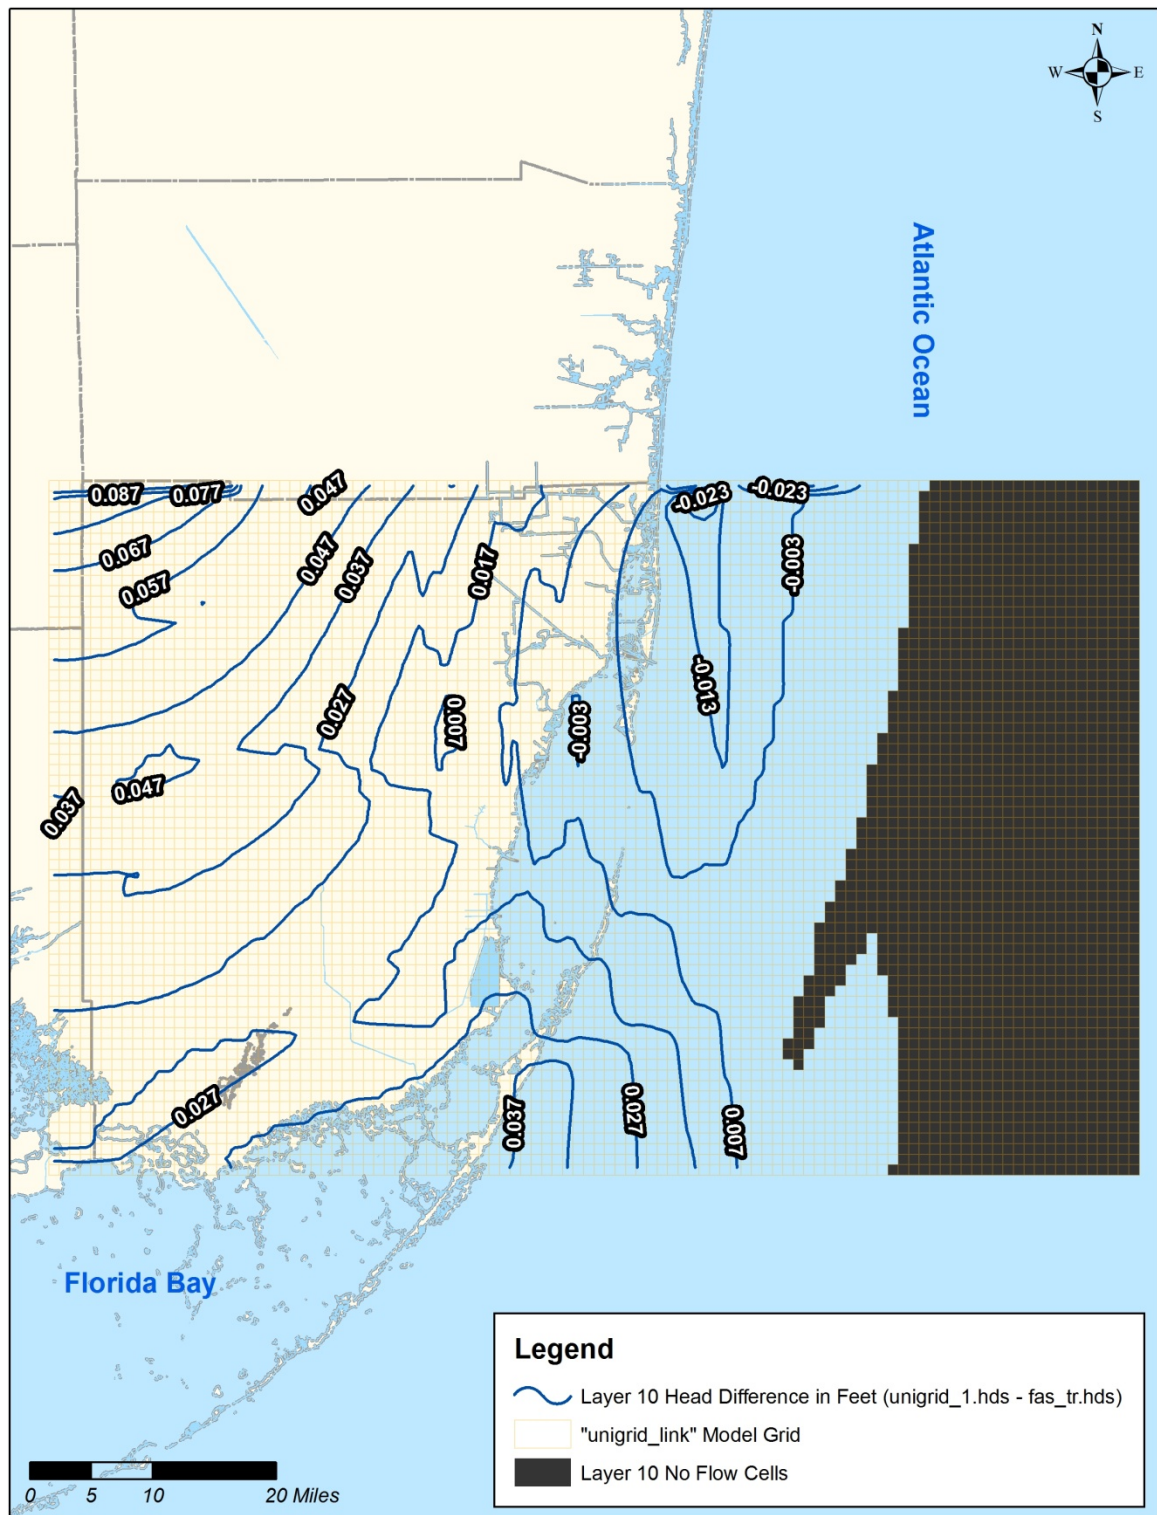 N
W E
S
Atlantic Ocean
0.087
0.077
0.047
-0.023
-0.023
0.067
0.047
0.037
0.017
-0.003
0.057
-0.013
0.027
0.007
-0.003
0.047
0.037
0.027
0.037
0.027
0.007
Florida Bay
Legend
Layer 10 Head Difference in Feet (unigrid_1.hds - fas_tr.hds)
"unigrid_link" Model Grid
Layer 10 No Flow Cells
0 5 10 20 Miles